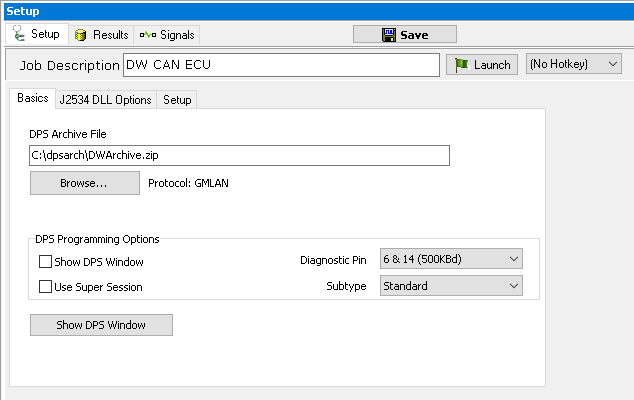 Setup
Setup Results Signals Save
Job Description DW CAN ECU Launch (No Hotkey)
Basics J2534 DLL Options Setup
DPS Archive File
C:\dpsarch\DWArchive.zip
Browse... Protocol: GMLAN
DPS Programming Options
Show DPS Window Diagnostic Pin 6 & 14 (500KBd)
Use Super Session Subtype Standard
Show DPS Window